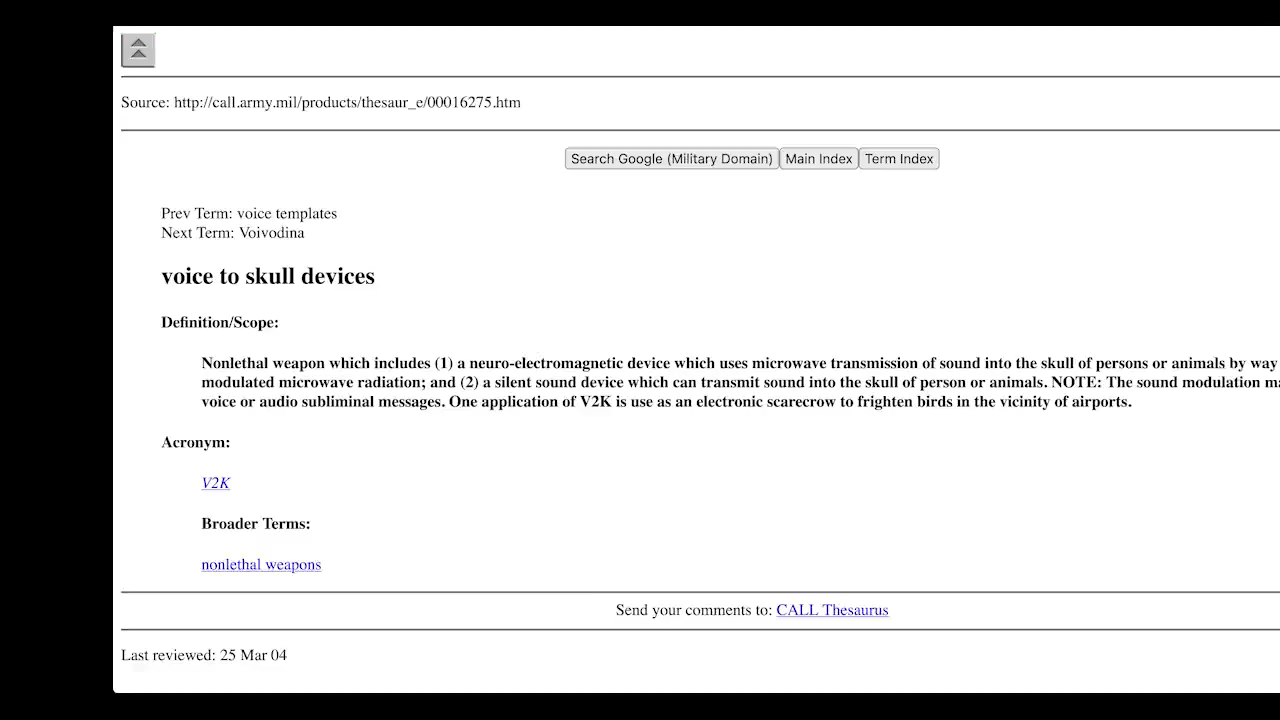 Source: http://call.army.mil/products/thesaur_e/00016275.htm
Search Google (Military Domain) Main Index Term Index
Prev Term: voice templates
Next Term: Voivodina
voice to skull devices
Definition/Scope:
Nonlethal weapon which includes (1) a neuro-electromagnetic device which uses microwave transmission of sound into the skull of persons or animals by way
modulated microwave radiation; and (2) a silent sound device which can transmit sound into the skull of person or animals. NOTE: The sound modulation
voice or audio subliminal messages. One application of V2K is use as an electronic scarecrow to frighten birds in the vicinity of airports.
Acronym:
V2K
Broader Terms:
nonlethal weapons
Send your comments to: CALL Thesaurus
Last reviewed: 25 Mar 04